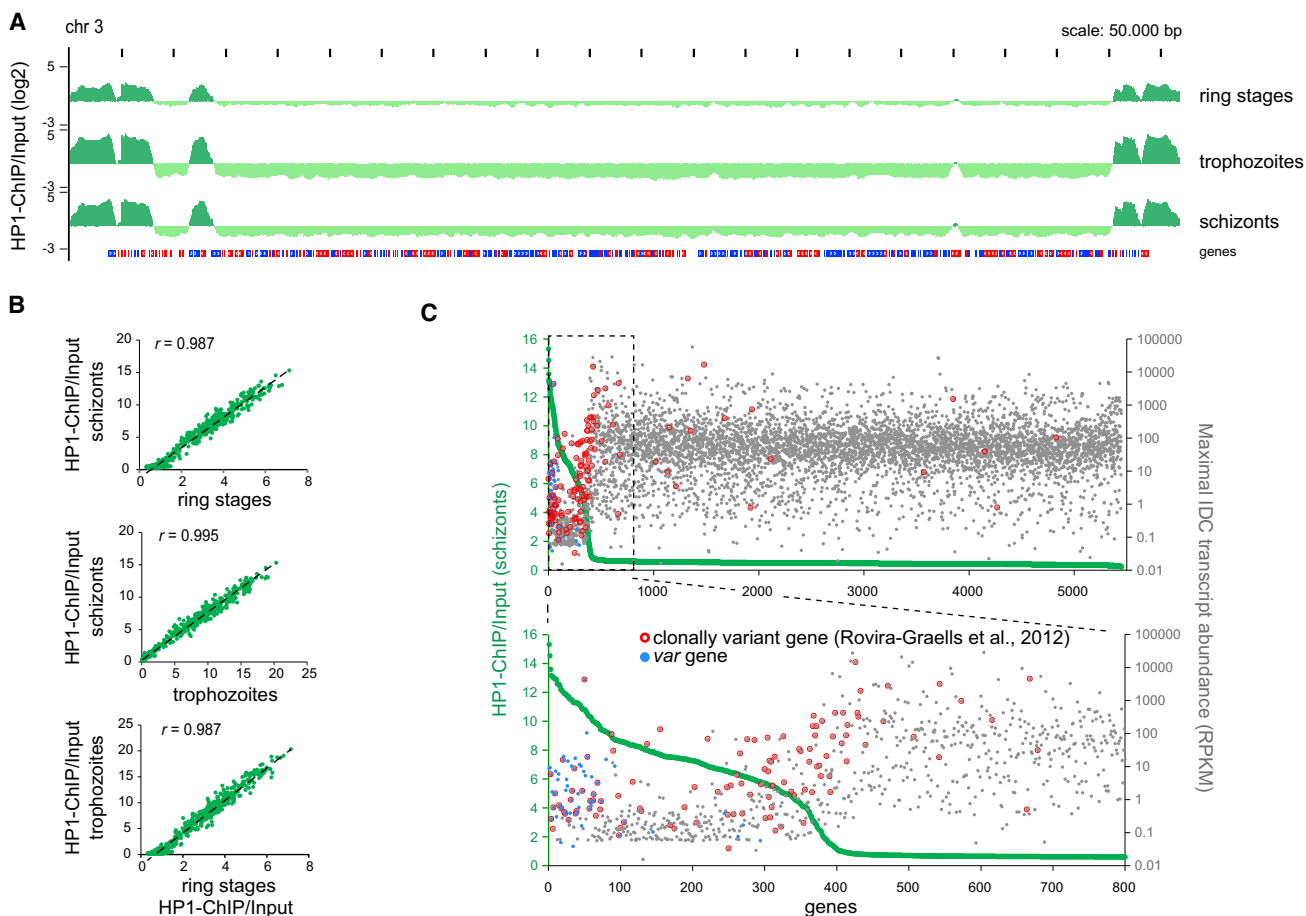 A
chr 3
scale: 50.000 bp
HP1-ChIP/Input (log2)
5
-3
ring stages
5
-3
trophozoites
5
-3
schizonts
genes
B
HP1-ChIP/Input
schizonts
r = 0.987
20
15
10
5
0
0 2 4 6 8
ring stages
HP1-ChIP/Input
schizonts
r = 0.995
20
15
10
5
0
0 5 10 15 20 25
trophozoites
HP1-ChIP/Input
trophozoites
r = 0.987
25
20
15
10
5
0
0 2 4 6 8
ring stages
HP1-ChIP/Input
C
HP1-ChIP/Input (schizonts)
16
14
12
10
8
6
4
2
0
100000
10000
1000
100
10
1
0.1
0.01
0 1000 2000 3000 4000 5000
Maximal IDC transcript abundance (RPKM)
clonally variant gene (Rovira-Graells et al., 2012)
var gene
16
14
12
10
8
6
4
2
0
100000
10000
1000
100
10
1
0.1
0.01
0 100 200 300 400 500 600 700 800
genes